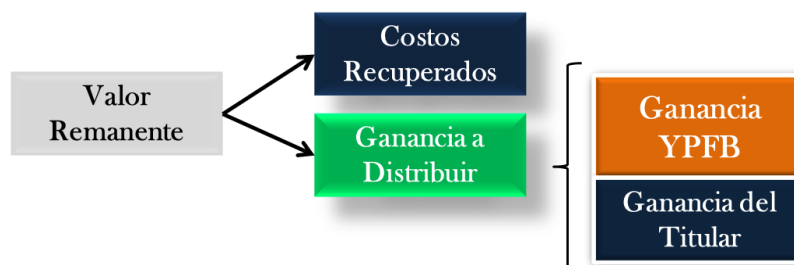 Valor
Remanente
Costos
Recuperados
Ganancia a
Distribuir
Ganancia
YPFB
Ganancia del
Titular